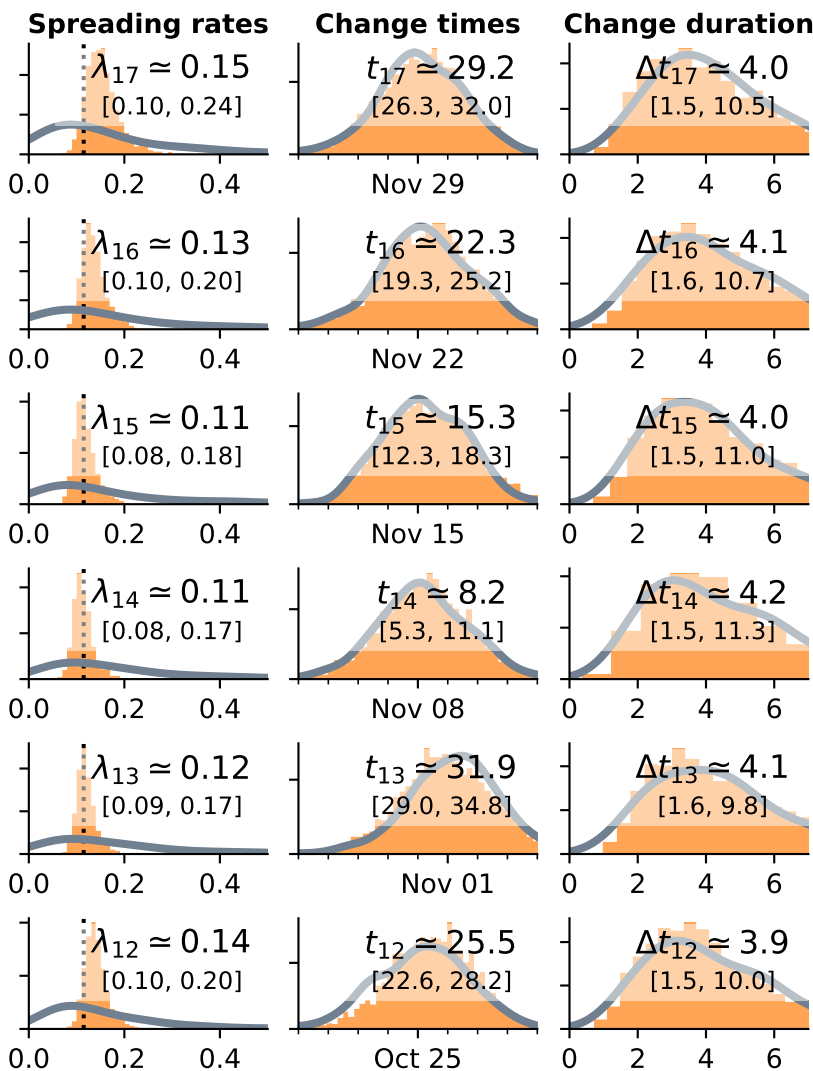 Spreading rates Change times Change duration
λ17 ≃ 0.15 t17 ≃ 29.2 Δt17 ≃ 4.0
[0.10, 0.24] [26.3, 32.0] [1.5, 10.5]
0.0 0.2 0.4 Nov 29 0 2 4 6
λ16 ≃ 0.13 t16 ≃ 22.3 Δt16 ≃ 4.1
[0.10, 0.20] [19.3, 25.2] [1.6, 10.7]
0.0 0.2 0.4 Nov 22 0 2 4 6
λ15 ≃ 0.11 t15 ≃ 15.3 Δt15 ≃ 4.0
[0.08, 0.18] [12.3, 18.3] [1.5, 11.0]
0.0 0.2 0.4 Nov 15 0 2 4 6
λ14 ≃ 0.11 t14 ≃ 8.2 Δt14 ≃ 4.2
[0.08, 0.17] [5.3, 11.1] [1.5, 11.3]
0.0 0.2 0.4 Nov 08 0 2 4 6
λ13 ≃ 0.12 t13 ≃ 31.9 Δt13 ≃ 4.1
[0.09, 0.17] [29.0, 34.8] [1.6, 9.8]
0.0 0.2 0.4 Nov 01 0 2 4 6
λ12 ≃ 0.14 t12 ≃ 25.5 Δt12 ≃ 3.9
[0.10, 0.20] [22.6, 28.2] [1.5, 10.0]
0.0 0.2 0.4 Oct 25 0 2 4 6